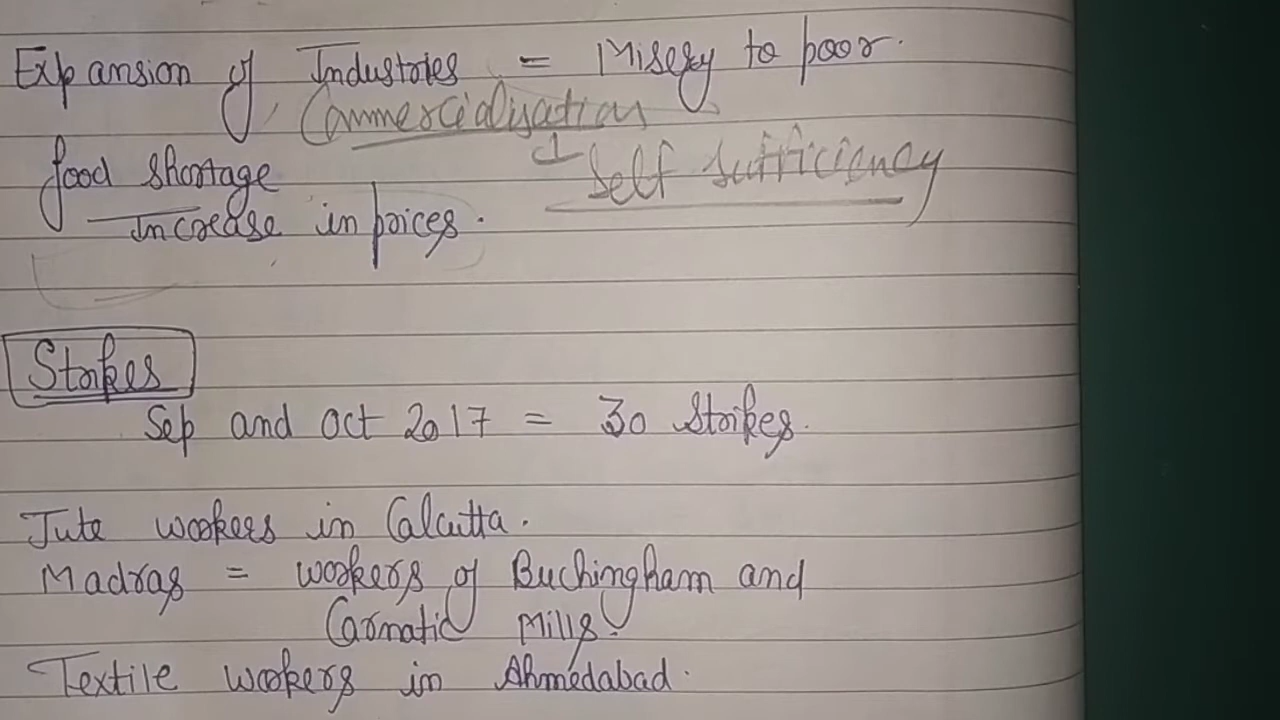 Expansion of Industries = Misery to poor.
Commercialisation
food shortage
Self sufficiency
Increase in prices.
Strikes
Sep and Oct 2017 = 30 Strikes.
Jute workers in Calcutta.
Madras = workers of Buchingham and
Carnatic Mills.
Textile workers in Ahmedabad.